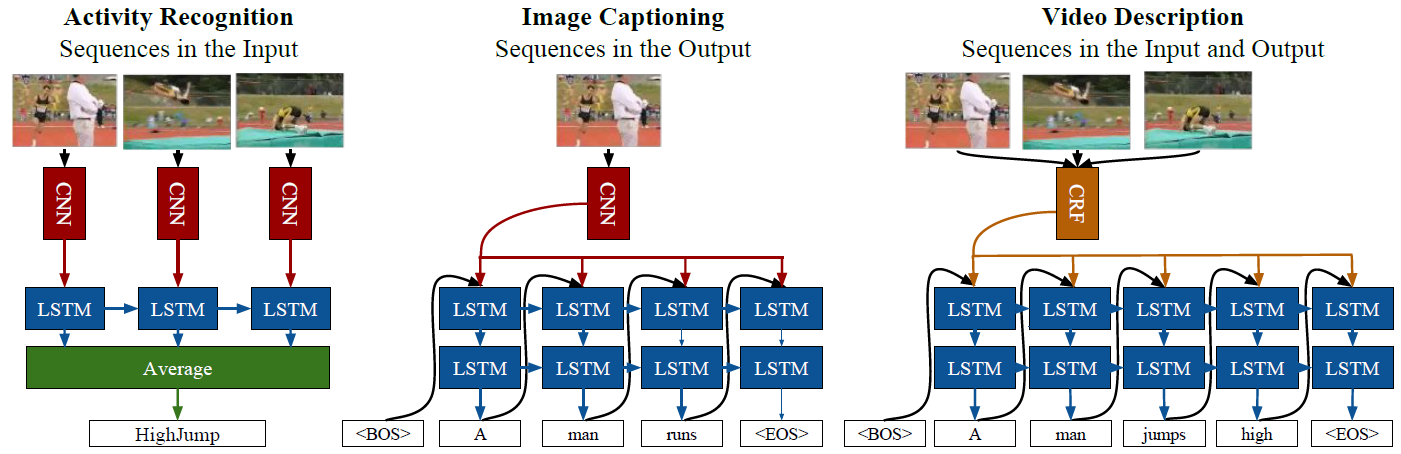 Activity Recognition
Sequences in the Input
CNN
CNN
CNN
LSTM
LSTM
LSTM
Average
HighJump
Image Captioning
Sequences in the Output
CNN
LSTM
LSTM
LSTM
LSTM
LSTM
LSTM
LSTM
LSTM
<BOS>
A
man
runs
<EOS>
Video Description
Sequences in the Input and Output
CRF
LSTM
LSTM
LSTM
LSTM
LSTM
LSTM
LSTM
LSTM
LSTM
LSTM
<BOS>
A
man
jumps
high
<EOS>